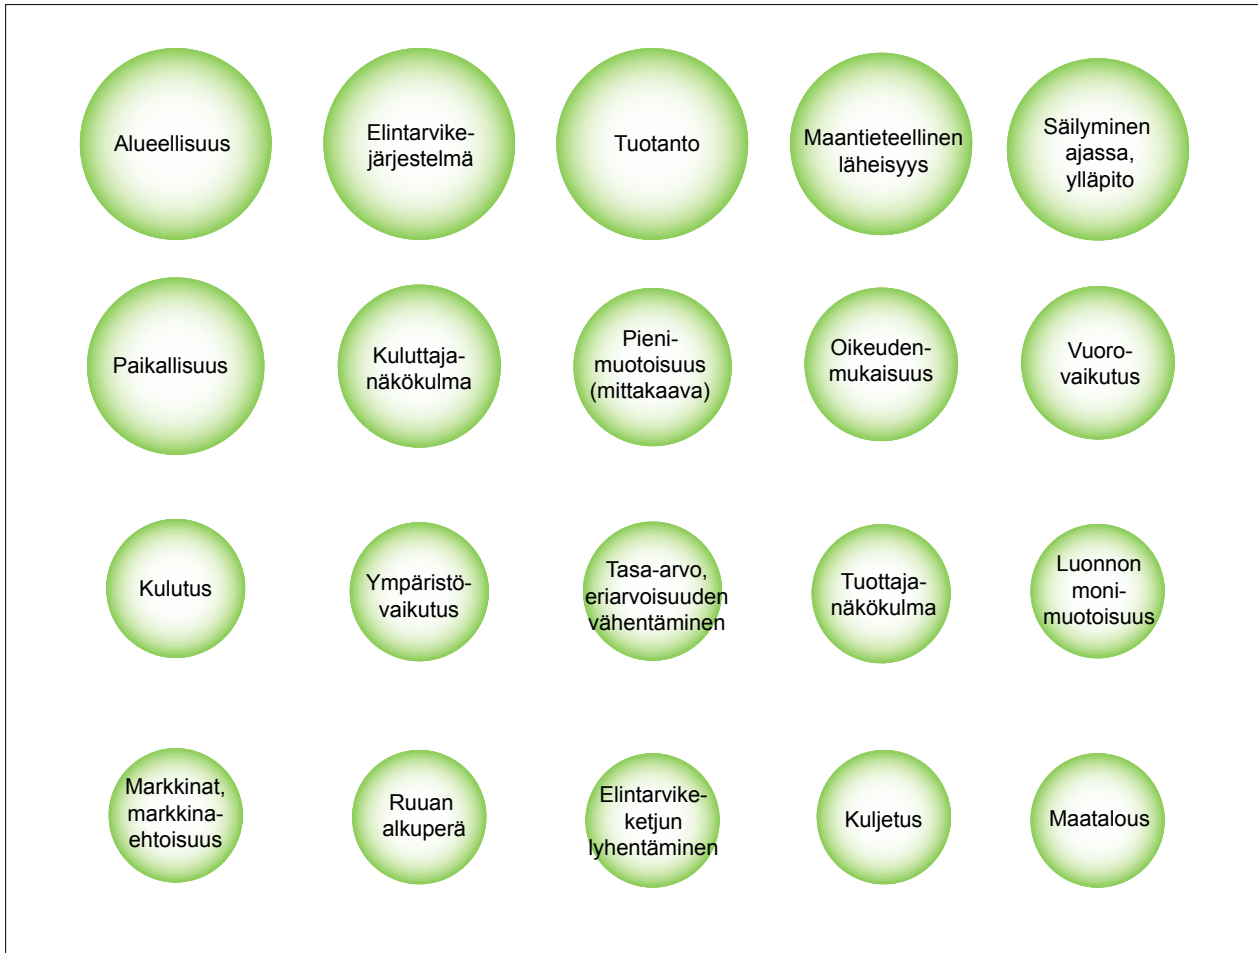 Alueellisuus
Elintarvike-
järjestelmä
Tuotanto
Maantieteellinen
läheisyys
Säilyminen
ajassa,
ylläpito
Paikallisuus
Kuluttaja-
näkökulma
Pieni-
muotoisuus
(mittakaava)
Oikeuden-
mukaisuus
Vuoro-
vaikutus
Kulutus
Ympäristö-
vaikutus
Tasa-arvo,
eriarvoisuuden
vähentäminen
Tuottaja-
näkökulma
Luonnon
moni-
muotoisuus
Markkinat,
markkina-
ehtoisuus
Ruuan
alkuperä
Elintarvike-
ketjun
lyhentäminen
Kuljetus
Maatalous